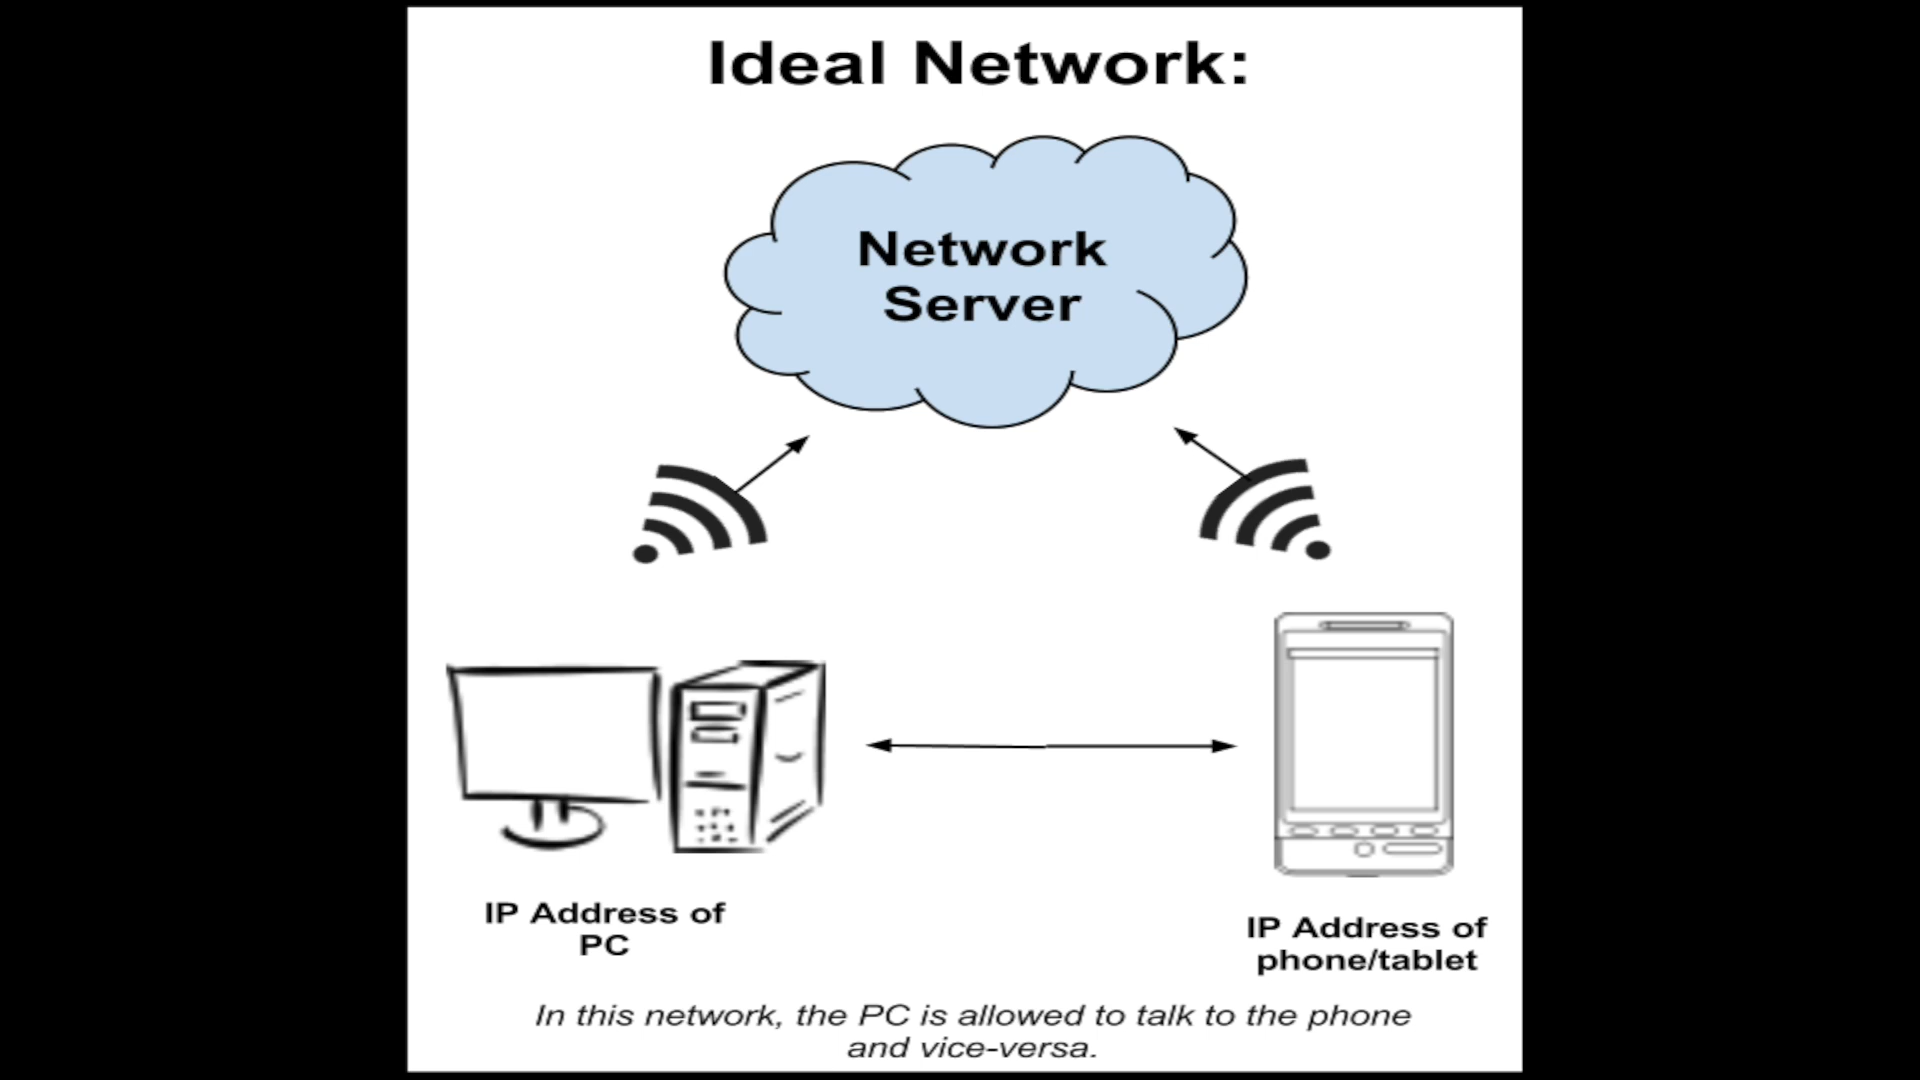 Ideal Network:
Network
Server
IP Address of
PC
IP Address of
phone/tablet
In this network, the PC is allowed to talk to the phone
and vice-versa.